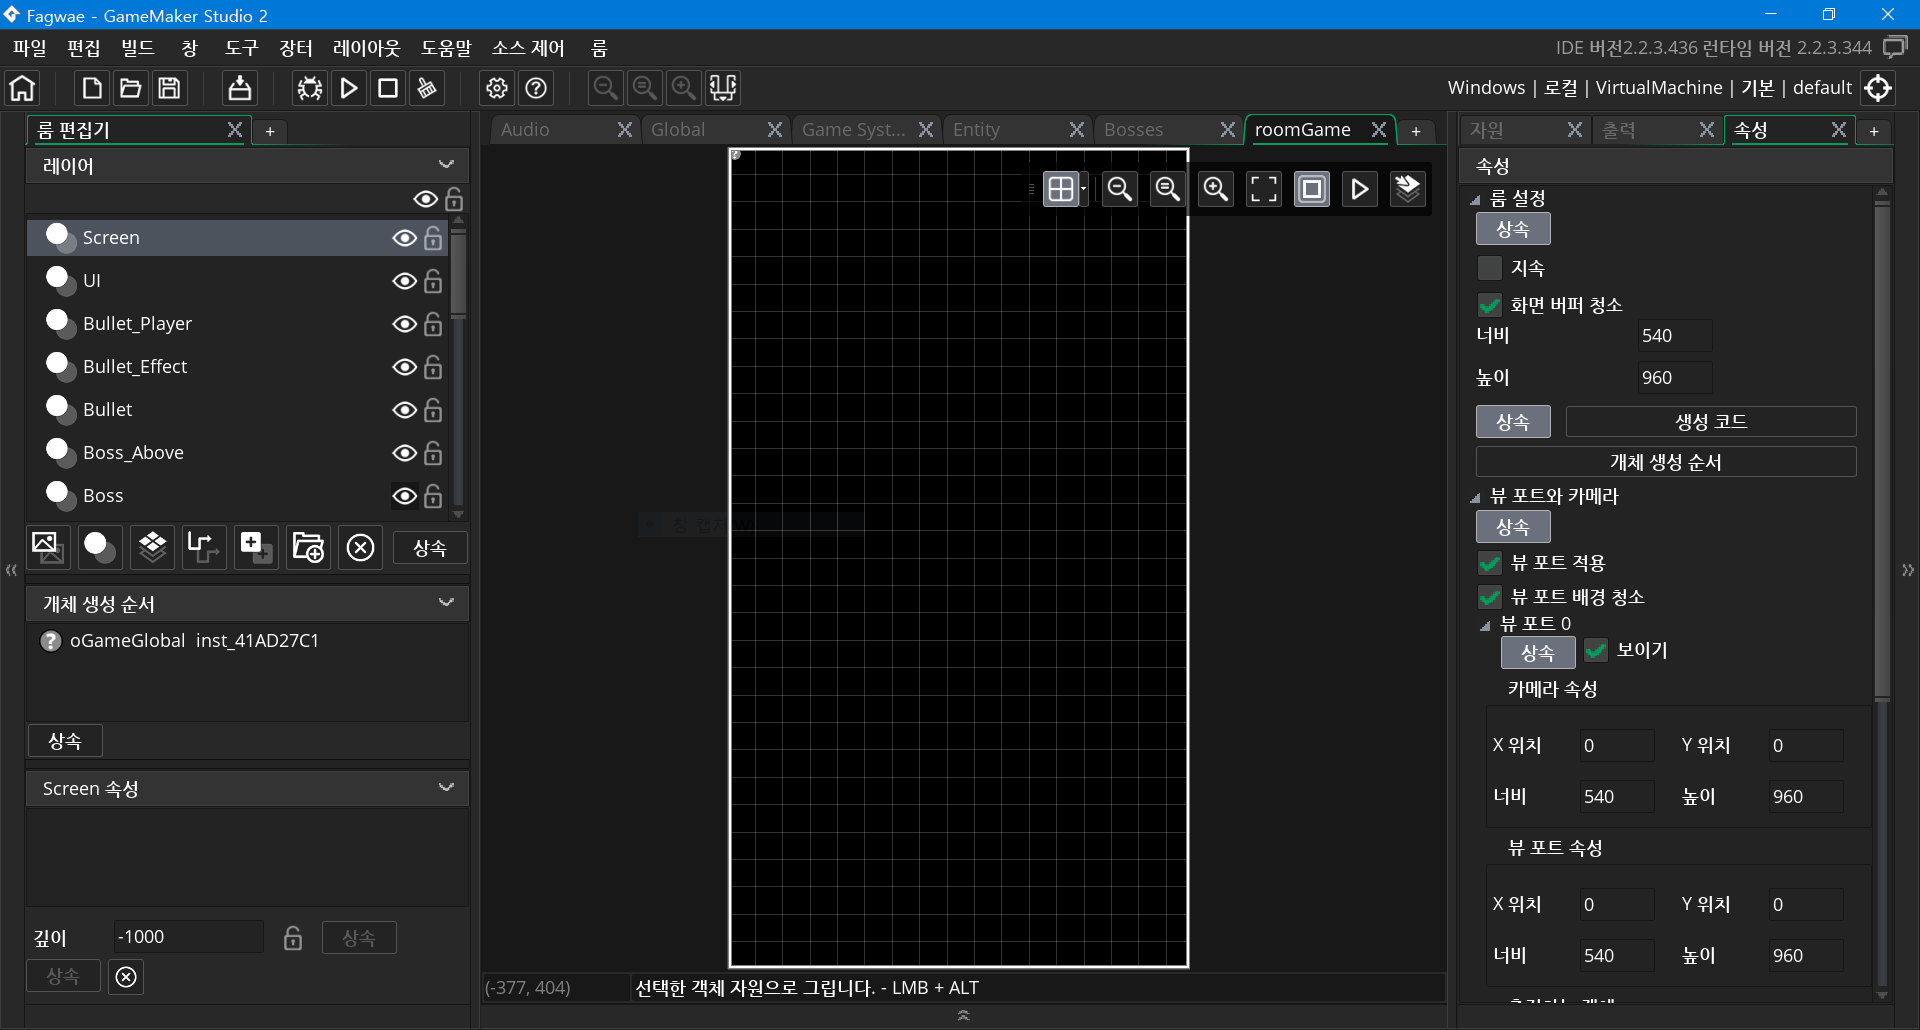 Fagwae - GameMaker Studio 2
파일 편집 빌드 창 도구 장터 레이아웃 도움말 소스 제어 룸
IDE 버전2.2.3.436 런타임 버전 2.2.3.344
Windows | 로컬 | VirtualMachine | 기본 | default
룸 편집기
+
레이어
Screen
UI
Bullet_Player
Bullet_Effect
Bullet
Boss_Above
Boss
상속
개체 생성 순서
oGameGlobal inst_41AD27C1
상속
Screen 속성
깊이 -1000 상속
상속
Audio Global Game Syst... Entity Bosses roomGame +
(-377, 404) 선택한 객체 자원으로 그립니다. - LMB + ALT
자원 출력 속성 +
속성
룸 설정
상속
지속
화면 버퍼 청소
너비 540
높이 960
상속 생성 코드
개체 생성 순서
뷰 포트와 카메라
상속
뷰 포트 적용
뷰 포트 배경 청소
뷰 포트 0
상속 보이기
카메라 속성
X 위치 0 Y 위치 0
너비 540 높이 960
뷰 포트 속성
X 위치 0 Y 위치 0
너비 540 높이 960